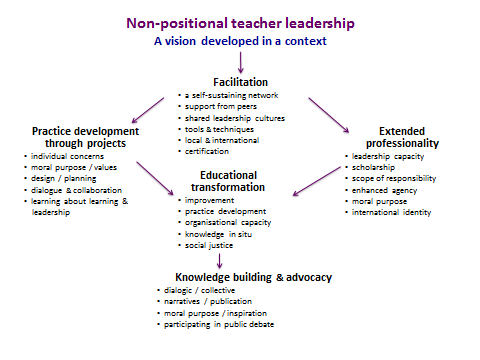 Non-positional teacher leadership
A vision developed in a context
Facilitation
• a self-sustaining network
• support from peers
• shared leadership cultures
• tools & techniques
• local & international
• certification
Practice development
through projects
• individual concerns
• moral purpose / values
• design / planning
• dialogue & collaboration
• learning about learning &
leadership
Extended
professionality
• leadership capacity
• scholarship
• scope of responsibility
• enhanced agency
• moral purpose
• international identity
Educational
transformation
• improvement
• practice development
• organisational capacity
• knowledge in situ
• social justice
Knowledge building & advocacy
• dialogic / collective
• narratives / publication
• moral purpose / inspiration
• participating in public debate